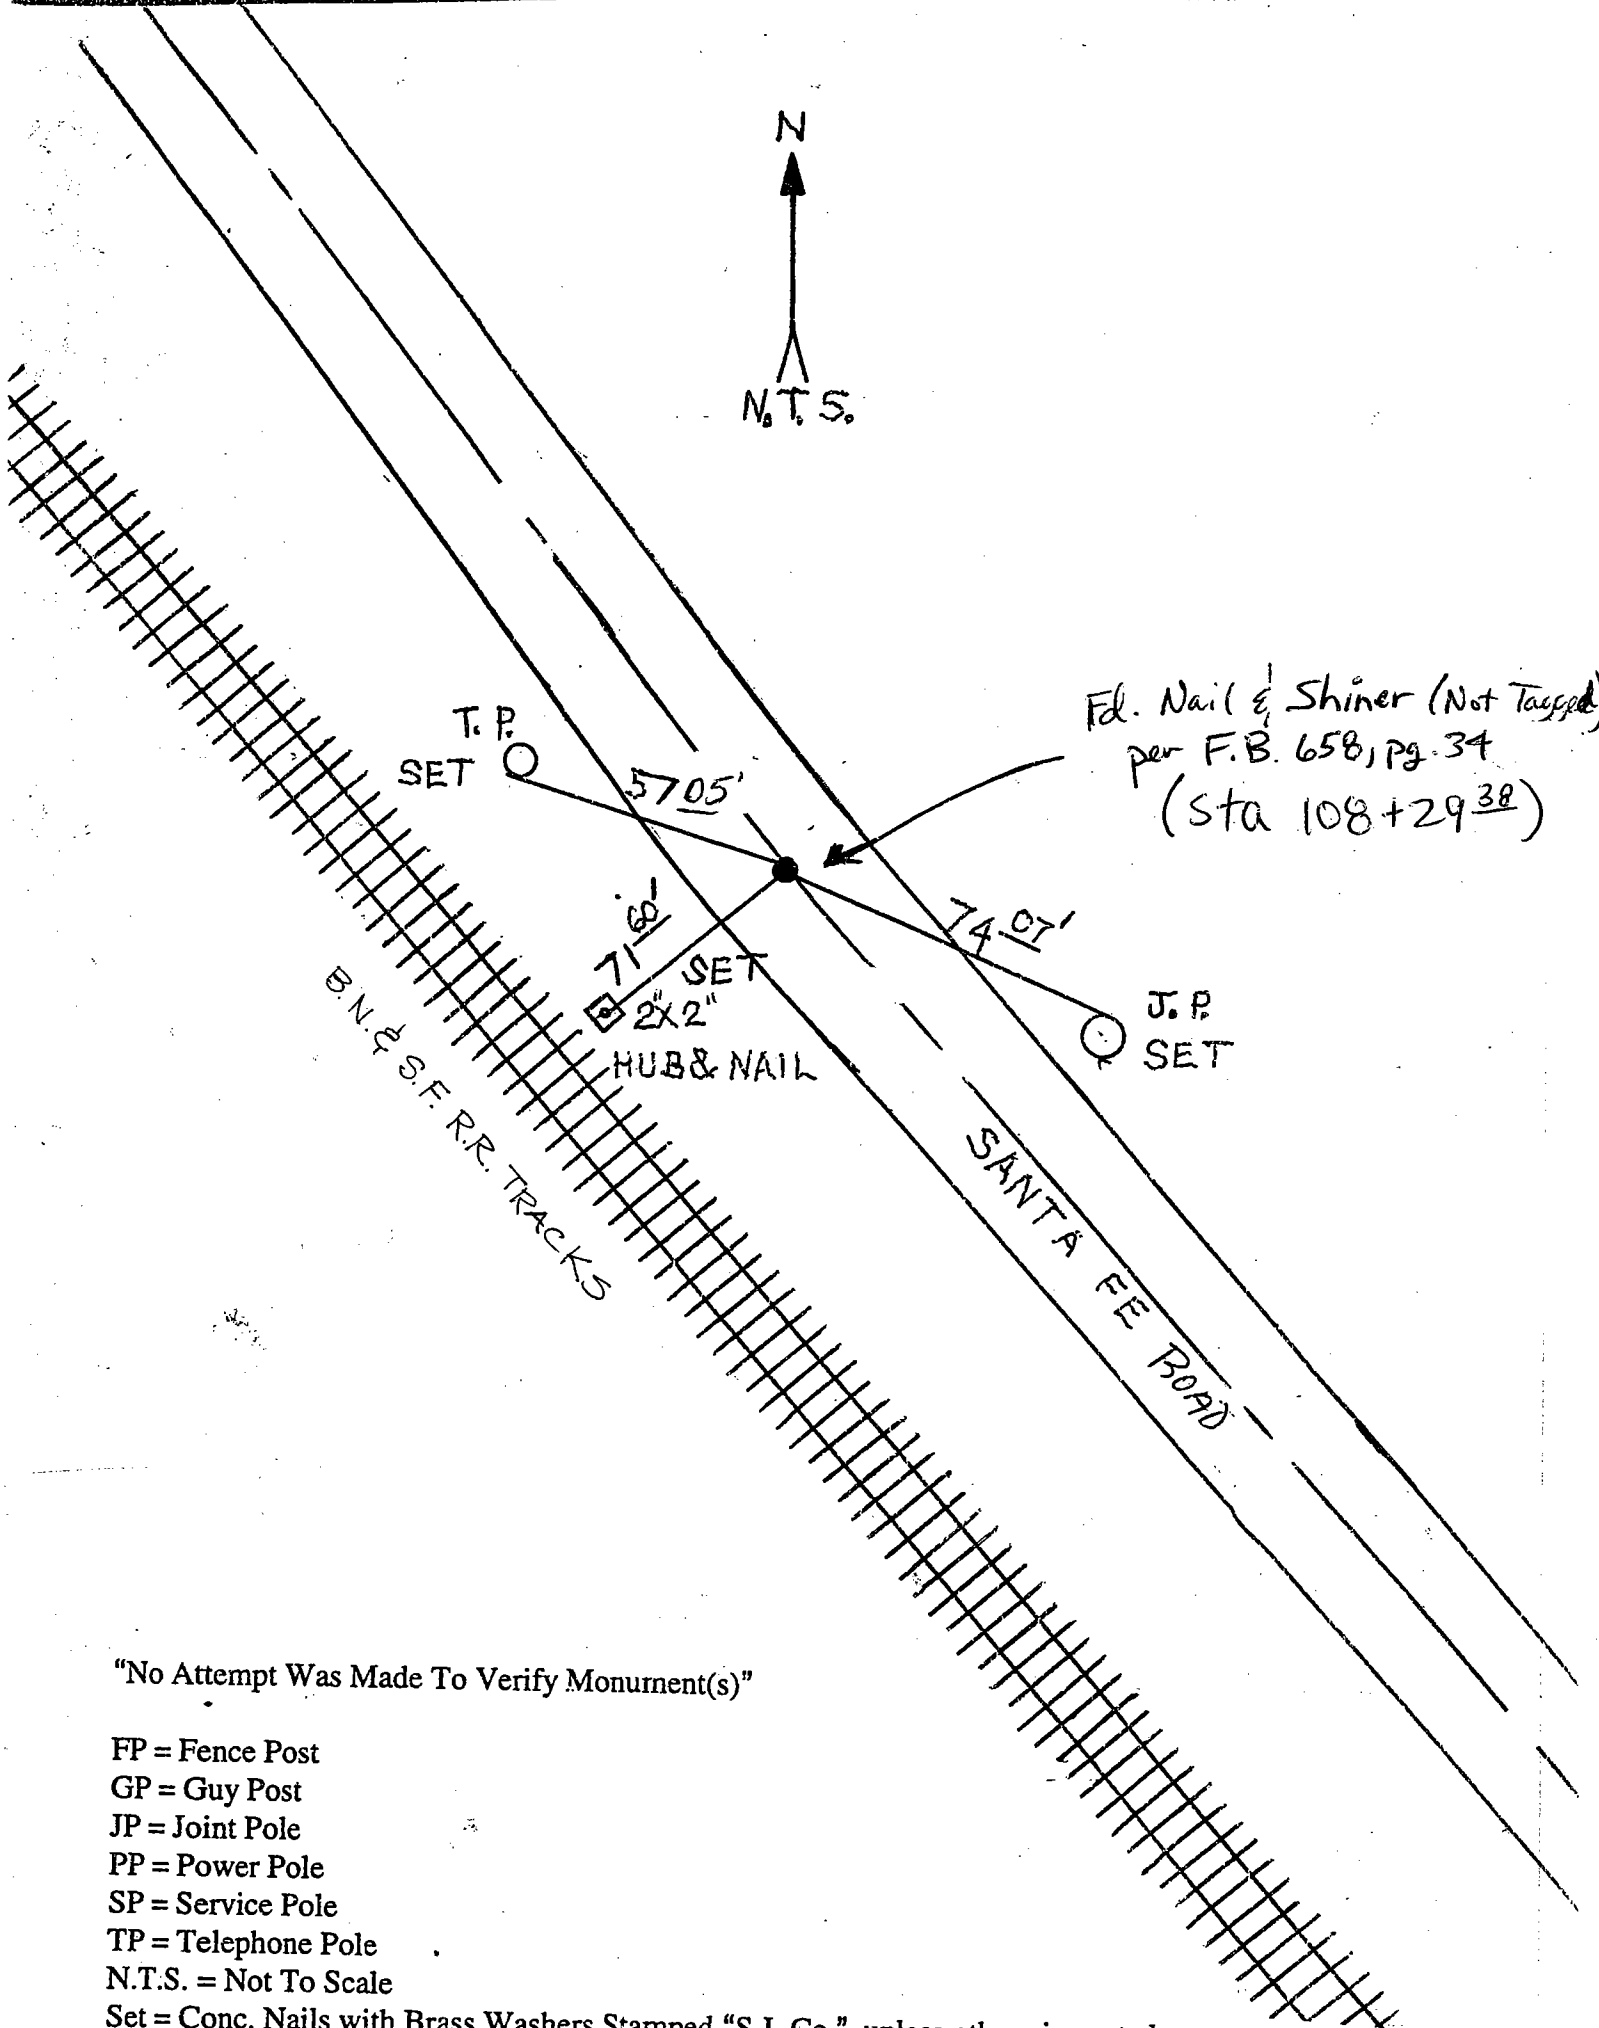 N
N.T.S.
Fd. Nail & Shiner (Not Tagged)
per F.B. 658, pg. 34
(Sta 108+29 38)
T.P.
SET
57 05'
71 60'
SET
2"X2"
HUB & NAIL
74 07'
J.P.
SET
B.N. & S.F. R.R. TRACKS
SANTA FE ROAD
"No Attempt Was Made To Verify Monument(s)"
FP = Fence Post
GP = Guy Post
JP = Joint Pole
PP = Power Pole
SP = Service Pole
TP = Telephone Pole
N.T.S. = Not To Scale
Set = Conc. Nails with Brass Washers Stamped "S.J. Co."